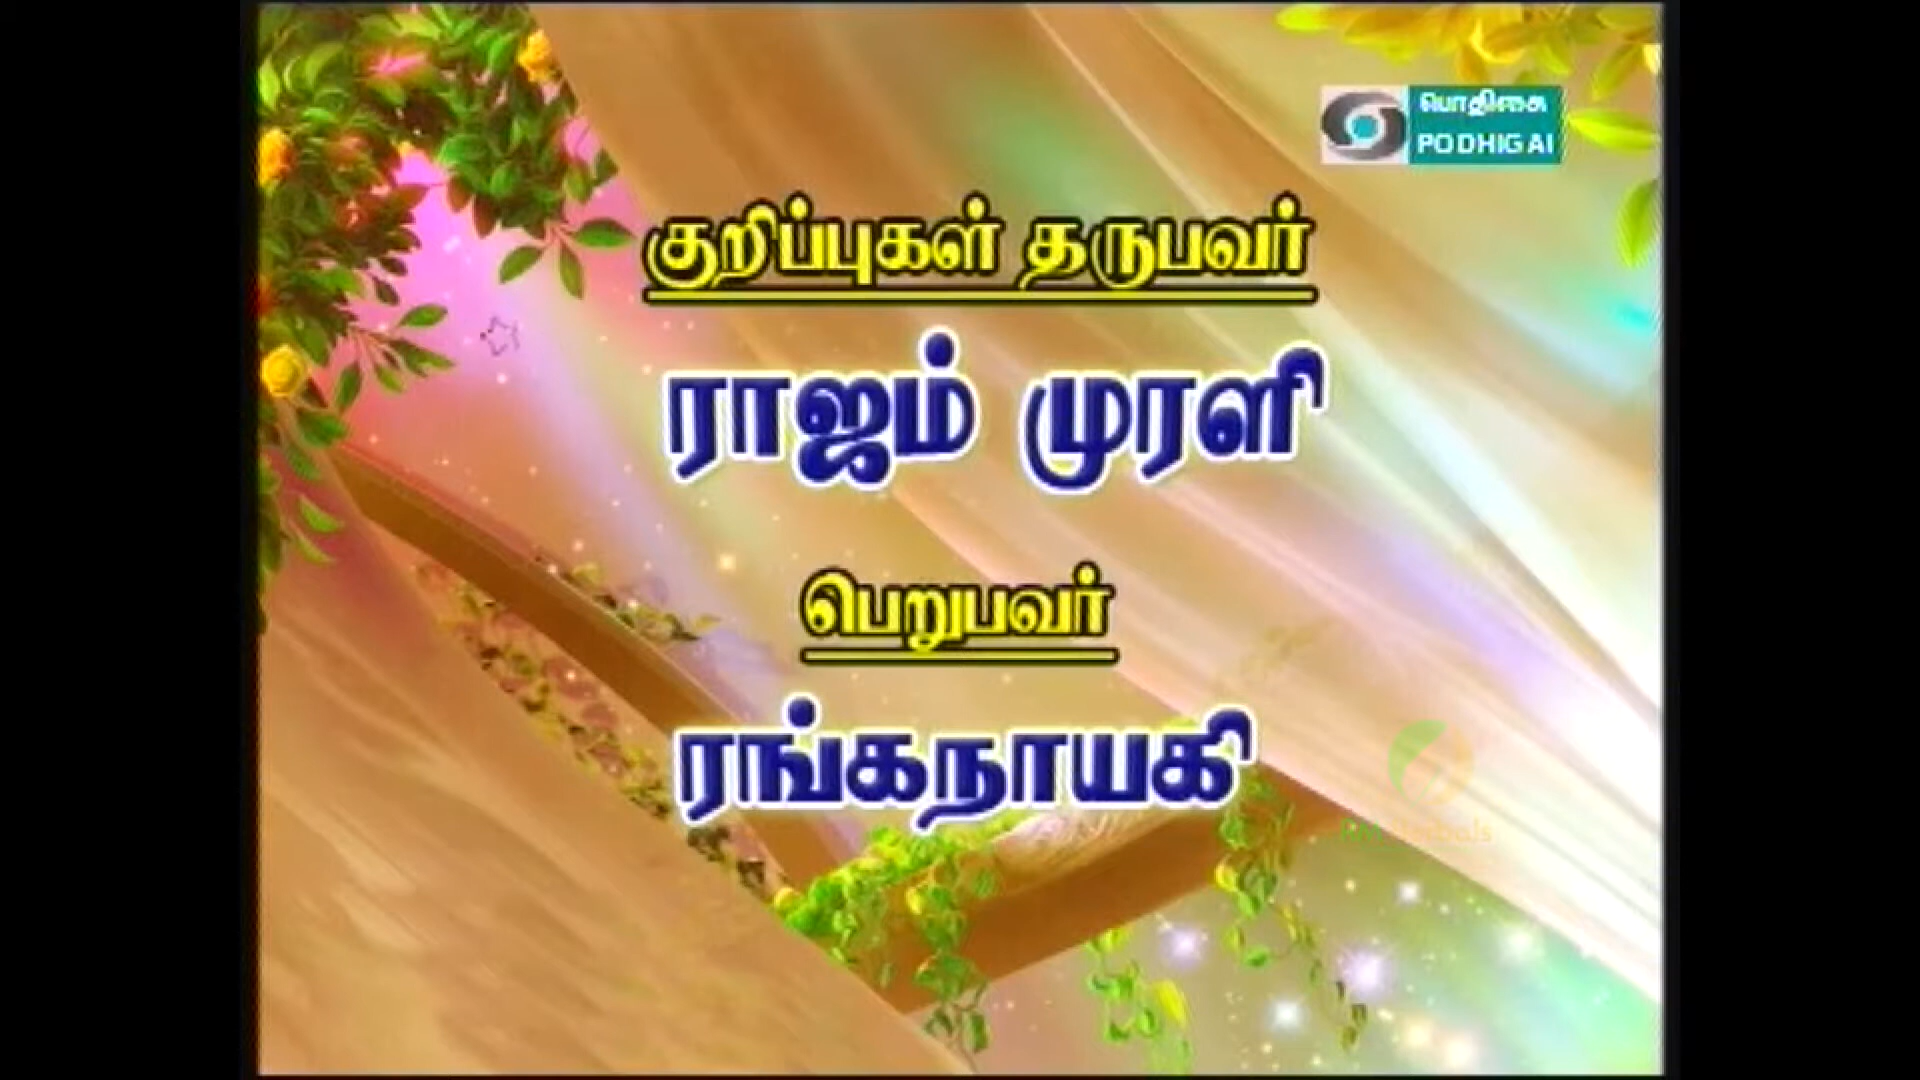 பொதிகை
PODHIGAI
குறிப்புகள் தருபவர்
ராஜம் முரளி
பெறுபவர்
ரங்கநாயகி